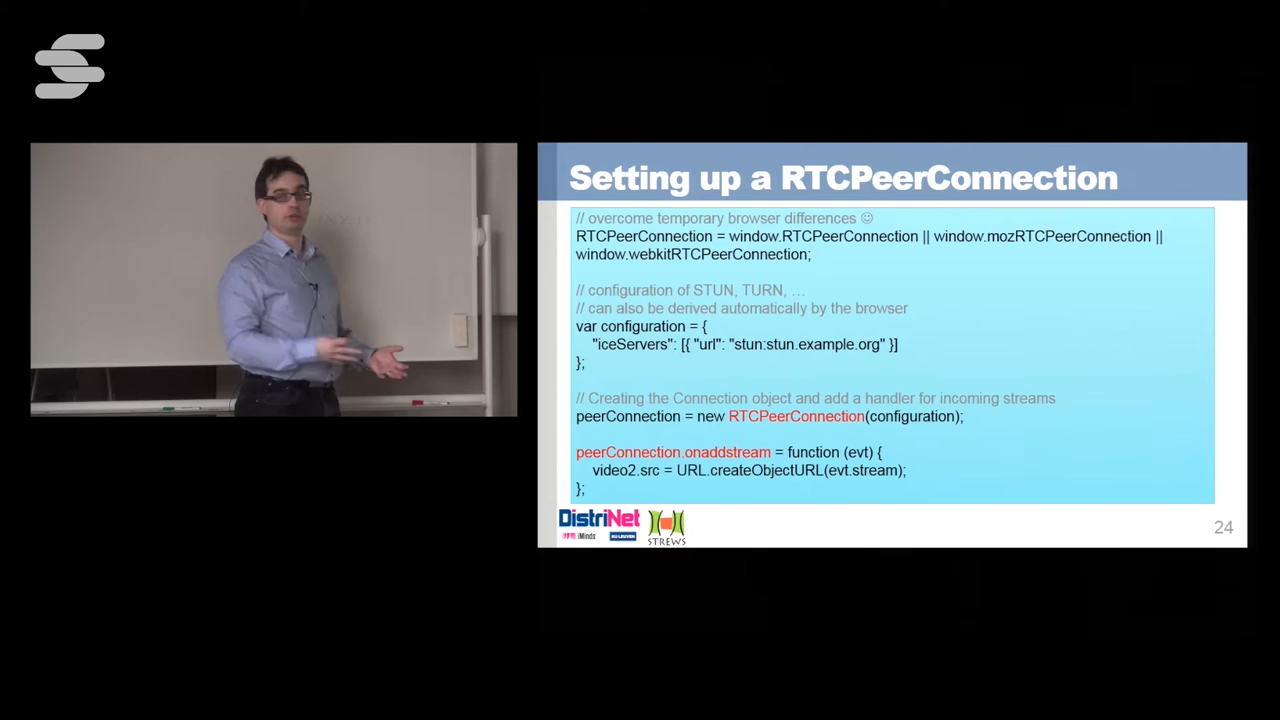 Setting up a RTCPeerConnection
// overcome temporary browser differences ☺
RTCPeerConnection = window.RTCPeerConnection || window.mozRTCPeerConnection ||
window.webkitRTCPeerConnection;
// configuration of STUN, TURN, …
// can also be derived automatically by the browser
var configuration = {
"iceServers": [{ "url": "stun:stun.example.org" }]
};
// Creating the Connection object and add a handler for incoming streams
peerConnection = new RTCPeerConnection(configuration);
peerConnection.onaddstream = function (evt) {
video2.src = URL.createObjectURL(evt.stream);
};
DistriNet
iMinds
KU LEUVEN
STREWS
24